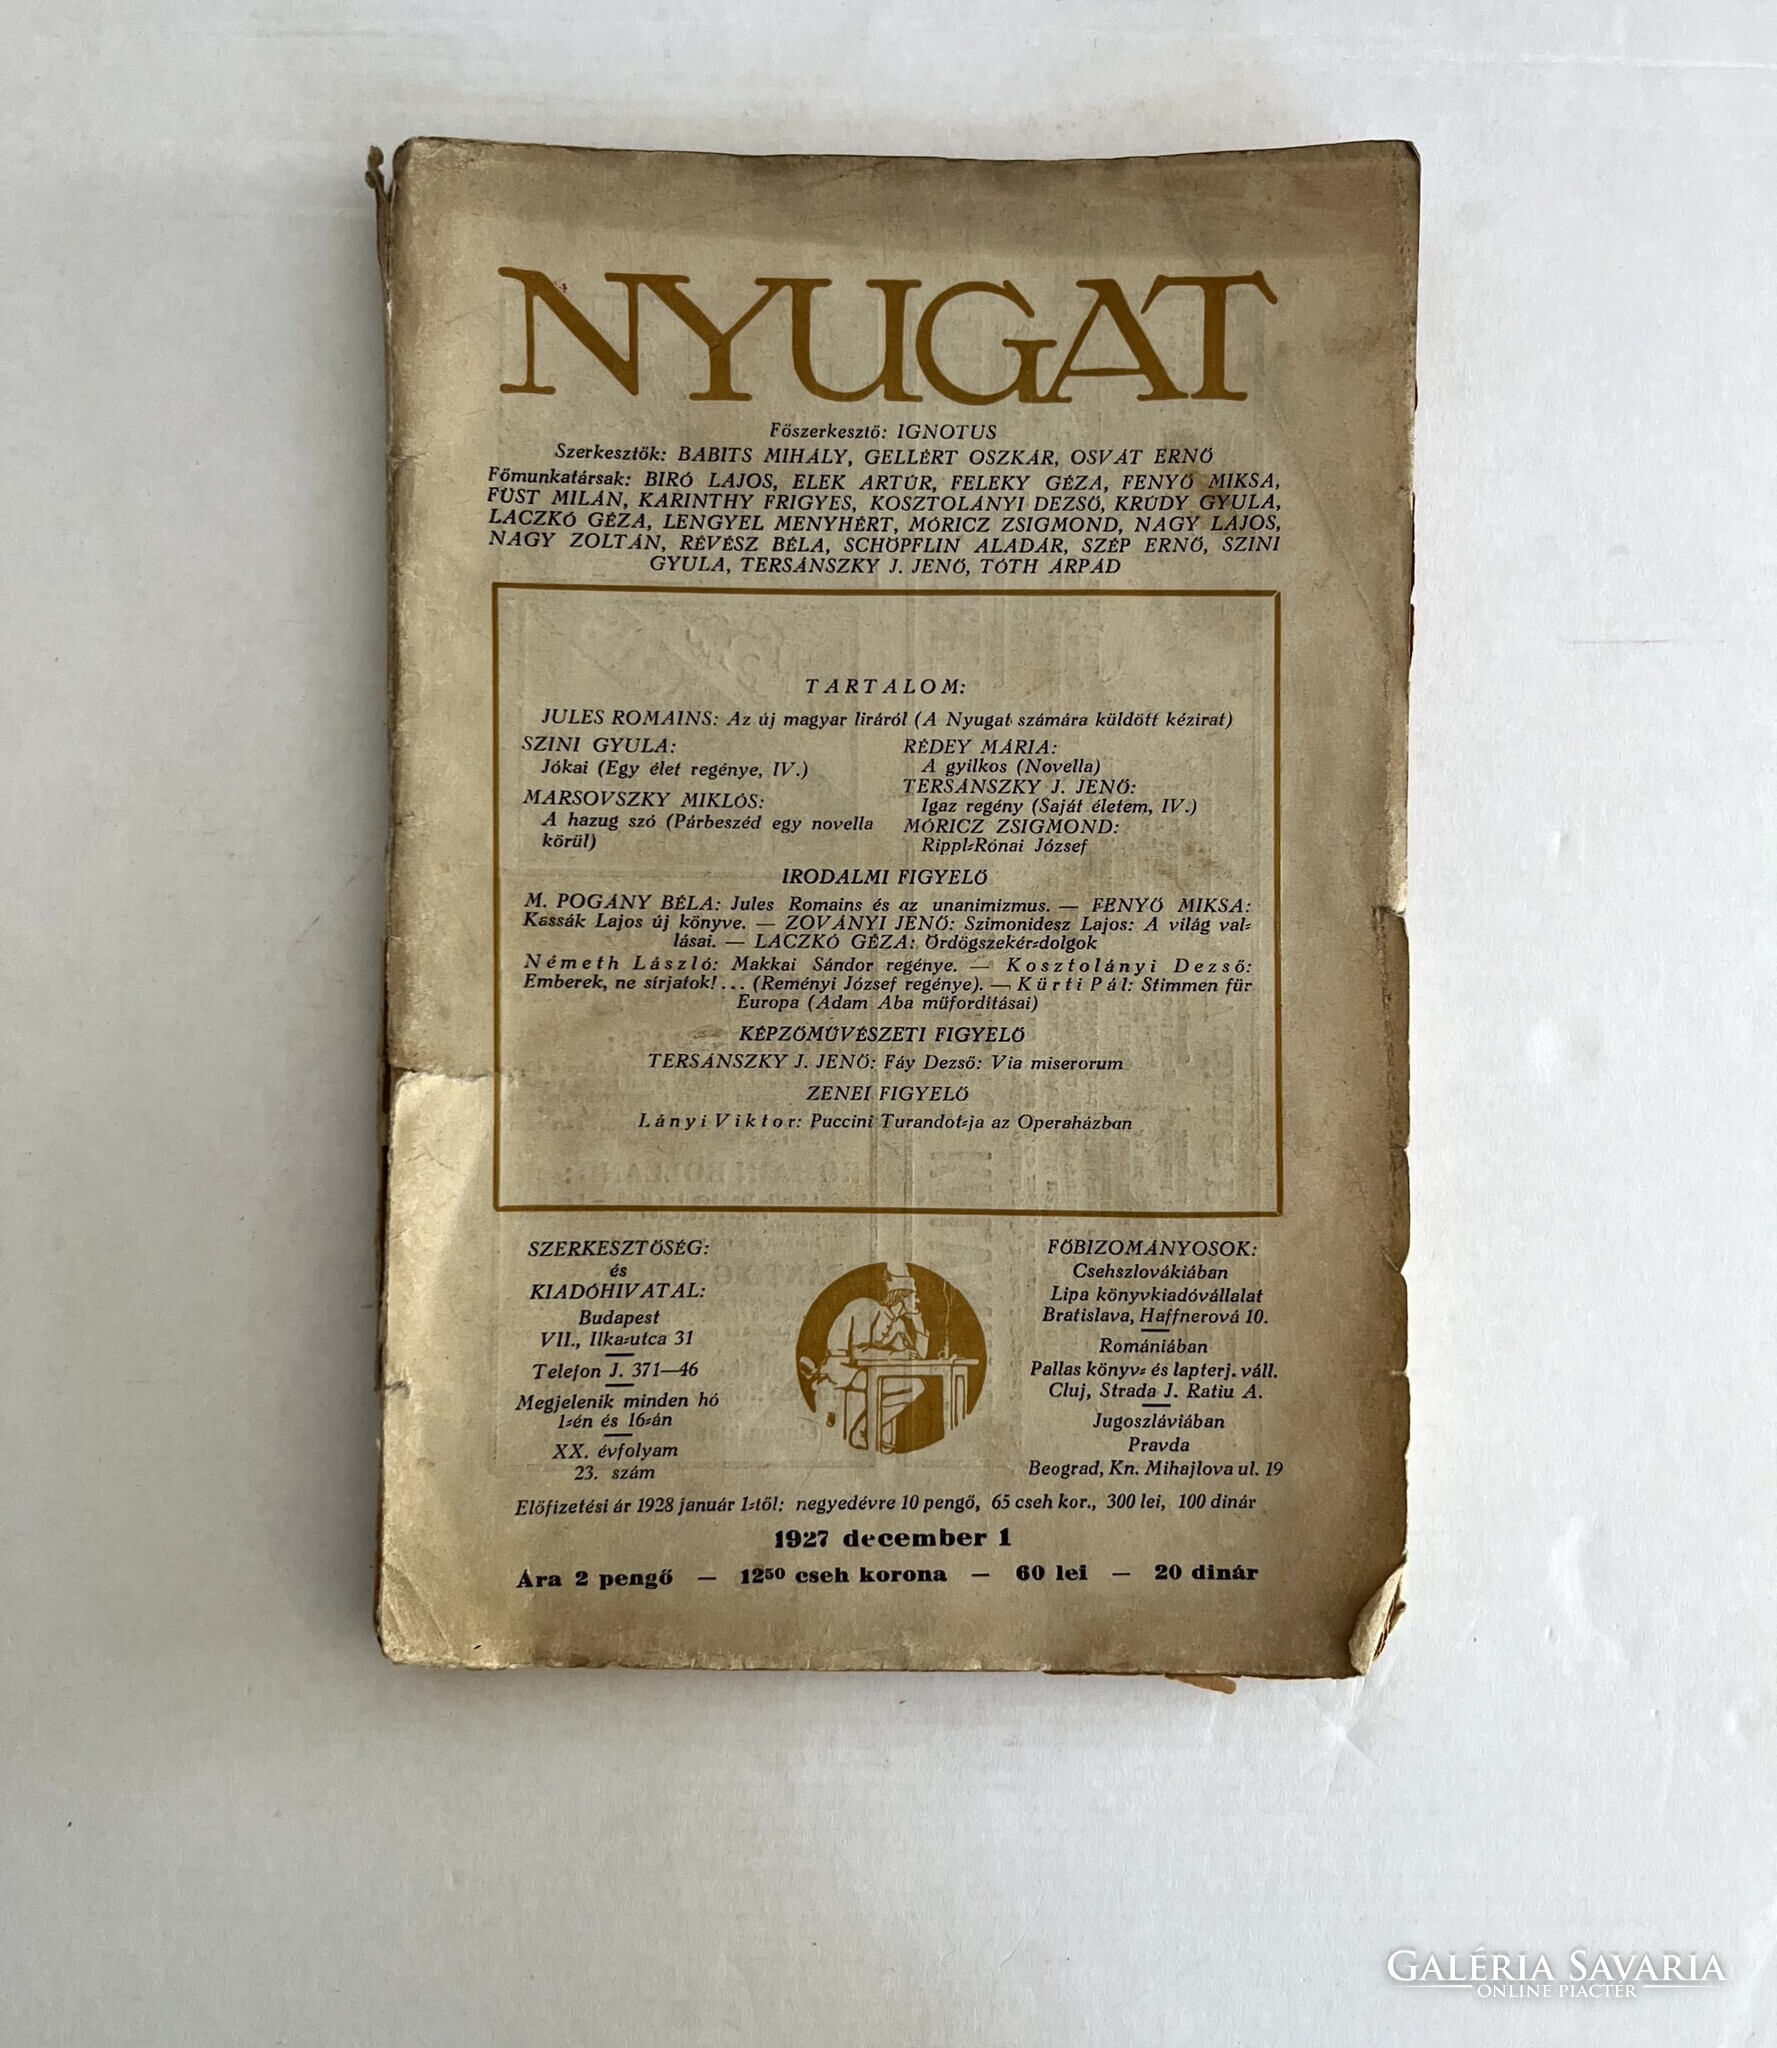 NYUGAT
Főszerkesztő: IGNOTUS
Szerkesztők: BABITS MIHÁLY, GELLÉRT OSZKÁR, OSVÁT ERNŐ
Főmunkatársak: BIRÓ LAJOS, ELEK ARTÚR, FELEKY GÉZA, FENYŐ MIKSA,
FÜST MILÁN, KARINTHY FRIGYES, KOSZTOLÁNYI DEZSŐ, KRÚDY GYULA,
LACZKÓ GÉZA, LENGYEL MENYHÉRT, MÓRICZ ZSIGMOND, NAGY LAJOS,
NAGY ZOLTÁN, RÉVÉSZ BÉLA, SCHÖPFLIN ALADÁR, SZÉP ERNŐ, SZINI
GYULA, TERSÁNSZKY J. JENŐ, TÓTH ÁRPÁD
TARTALOM:
JULES ROMAINS: Az új magyar liráról (A Nyugat számára küldött kézirat)
SZINI GYULA:
Jókai (Egy élet regénye, IV.)
MARSOVSZKY MIKLÓS:
A hazug szó (Párbeszéd egy novella
körül)
RÉDEY MÁRIA:
A gyilkos (Novella)
TERSÁNSZKY J. JENŐ:
Igaz regény (Saját életem, IV.)
MÓRICZ ZSIGMOND:
Rippl-Rónai József
IRODALMI FIGYELŐ
M. POGÁNY BÉLA: Jules Romains és az unanimizmus. — FENYŐ MIKSA:
Kassák Lajos új könyve. — ZOVÁNYI JENŐ: Szimonidesz Lajos: A világ val-
lásai. — LACZKÓ GÉZA: Ördögszekér-dolgok
Németh László: Makkai Sándor regénye. — Kosztolányi Dezső:
Emberek, ne sírjatok!... (Reményi József regénye). — Kürti Pál: Stimmen für
Europa (Adam Aba műfordításai)
KÉPZŐMŰVÉSZETI FIGYELŐ
TERSÁNSZKY J. JENŐ: Fáy Dezső: Via miserorum
ZENEI FIGYELŐ
Lányi Viktor: Puccini Turandot-ja az Operaházban
SZERKESZTŐSÉG:
és
KIADÓHIVATAL:
Budapest
VII., Ilka-utca 31
Telefon J. 371—46
Megjelenik minden hó
1-én és 16-án
XX. évfolyam
23. szám
FŐBIZOMÁNYOSOK:
Csehszlovákiában
Lipa könyvkiadóvállalat
Bratislava, Haffnerová 10.
Romániában
Pallas könyv- és lapterj. váll.
Cluj, Strada J. Ratiu A.
Jugoszláviában
Pravda
Beograd, Kn. Mihajlova ul. 19
Előfizetési ár 1928 január 1-től: negyedévre 10 pengő, 65 cseh kor., 300 lei, 100 dinár
1927 december 1
Ára 2 pengő — 12⁵⁰ cseh korona — 60 lei — 20 dinár
GALÉRIA SAVARIA
ONLINE PIACTÉR